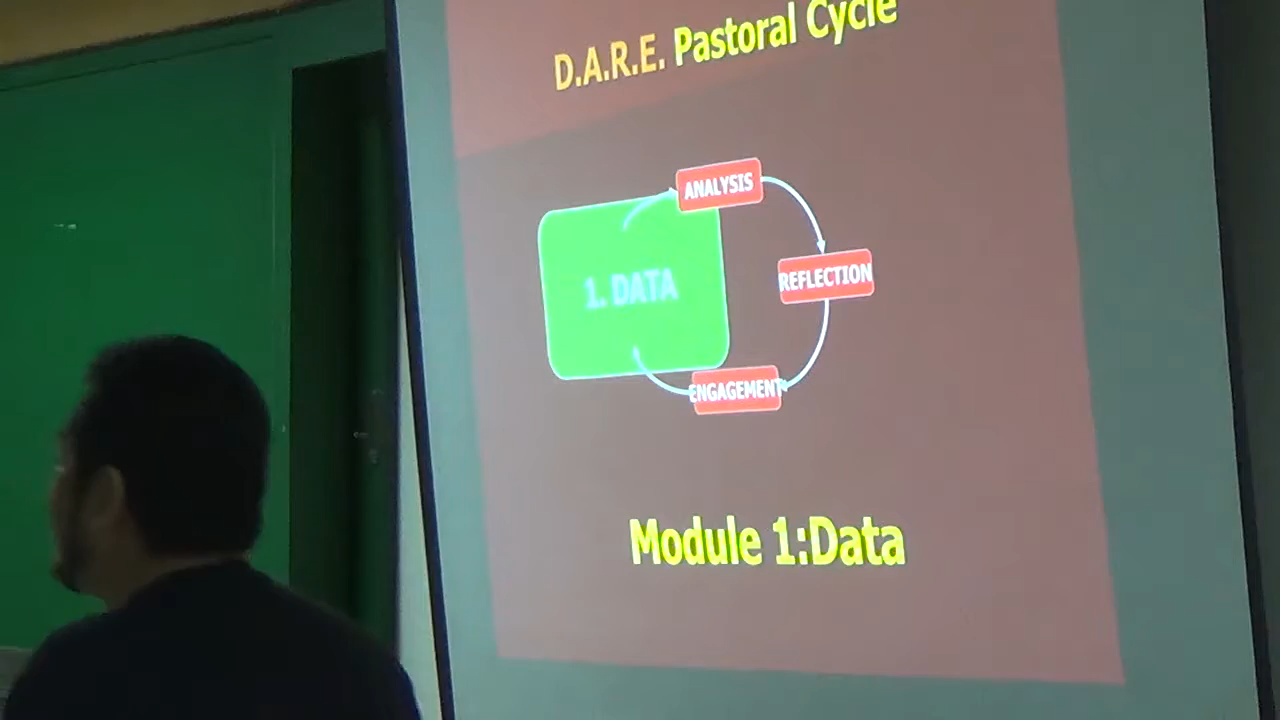 D.A.R.E. Pastoral Cycle
ANALYSIS
1. DATA
REFLECTION
ENGAGEMENT
Module 1:Data